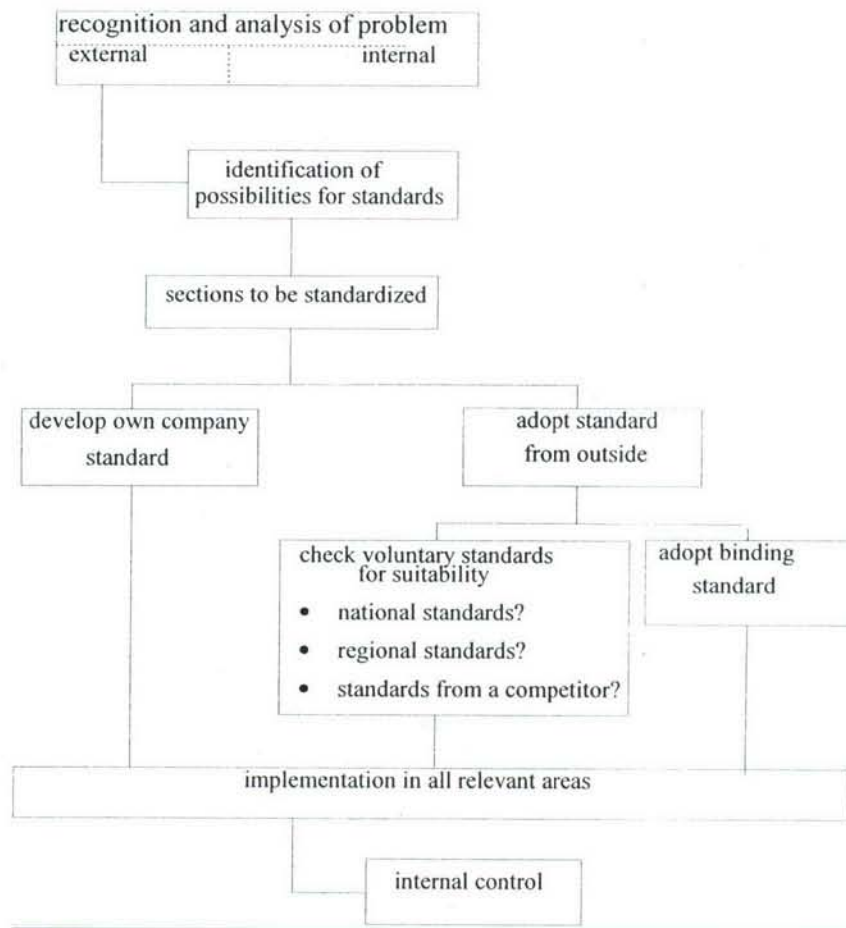 recognition and analysis of problem
external internal
identification of
possibilities for standards
sections to be standardized
develop own company
standard
adopt standard
from outside
check voluntary standards
for suitability
• national standards?
• regional standards?
• standards from a competitor?
adopt binding
standard
implementation in all relevant areas
internal control